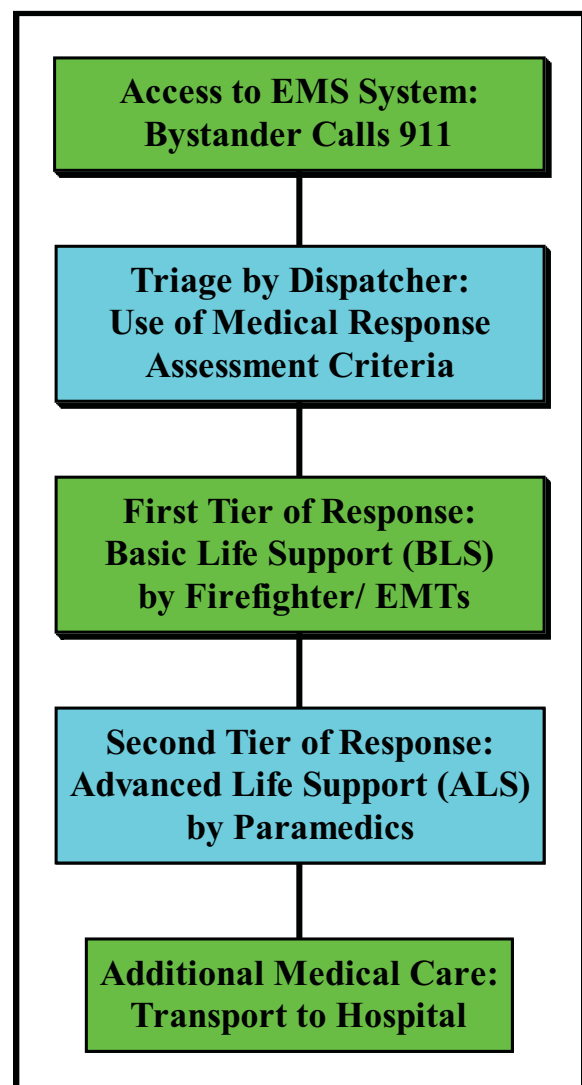 Access to EMS System:
Bystander Calls 911
Triage by Dispatcher:
Use of Medical Response
Assessment Criteria
First Tier of Response:
Basic Life Support (BLS)
by Firefighter/ EMTs
Second Tier of Response:
Advanced Life Support (ALS)
by Paramedics
Additional Medical Care:
Transport to Hospital